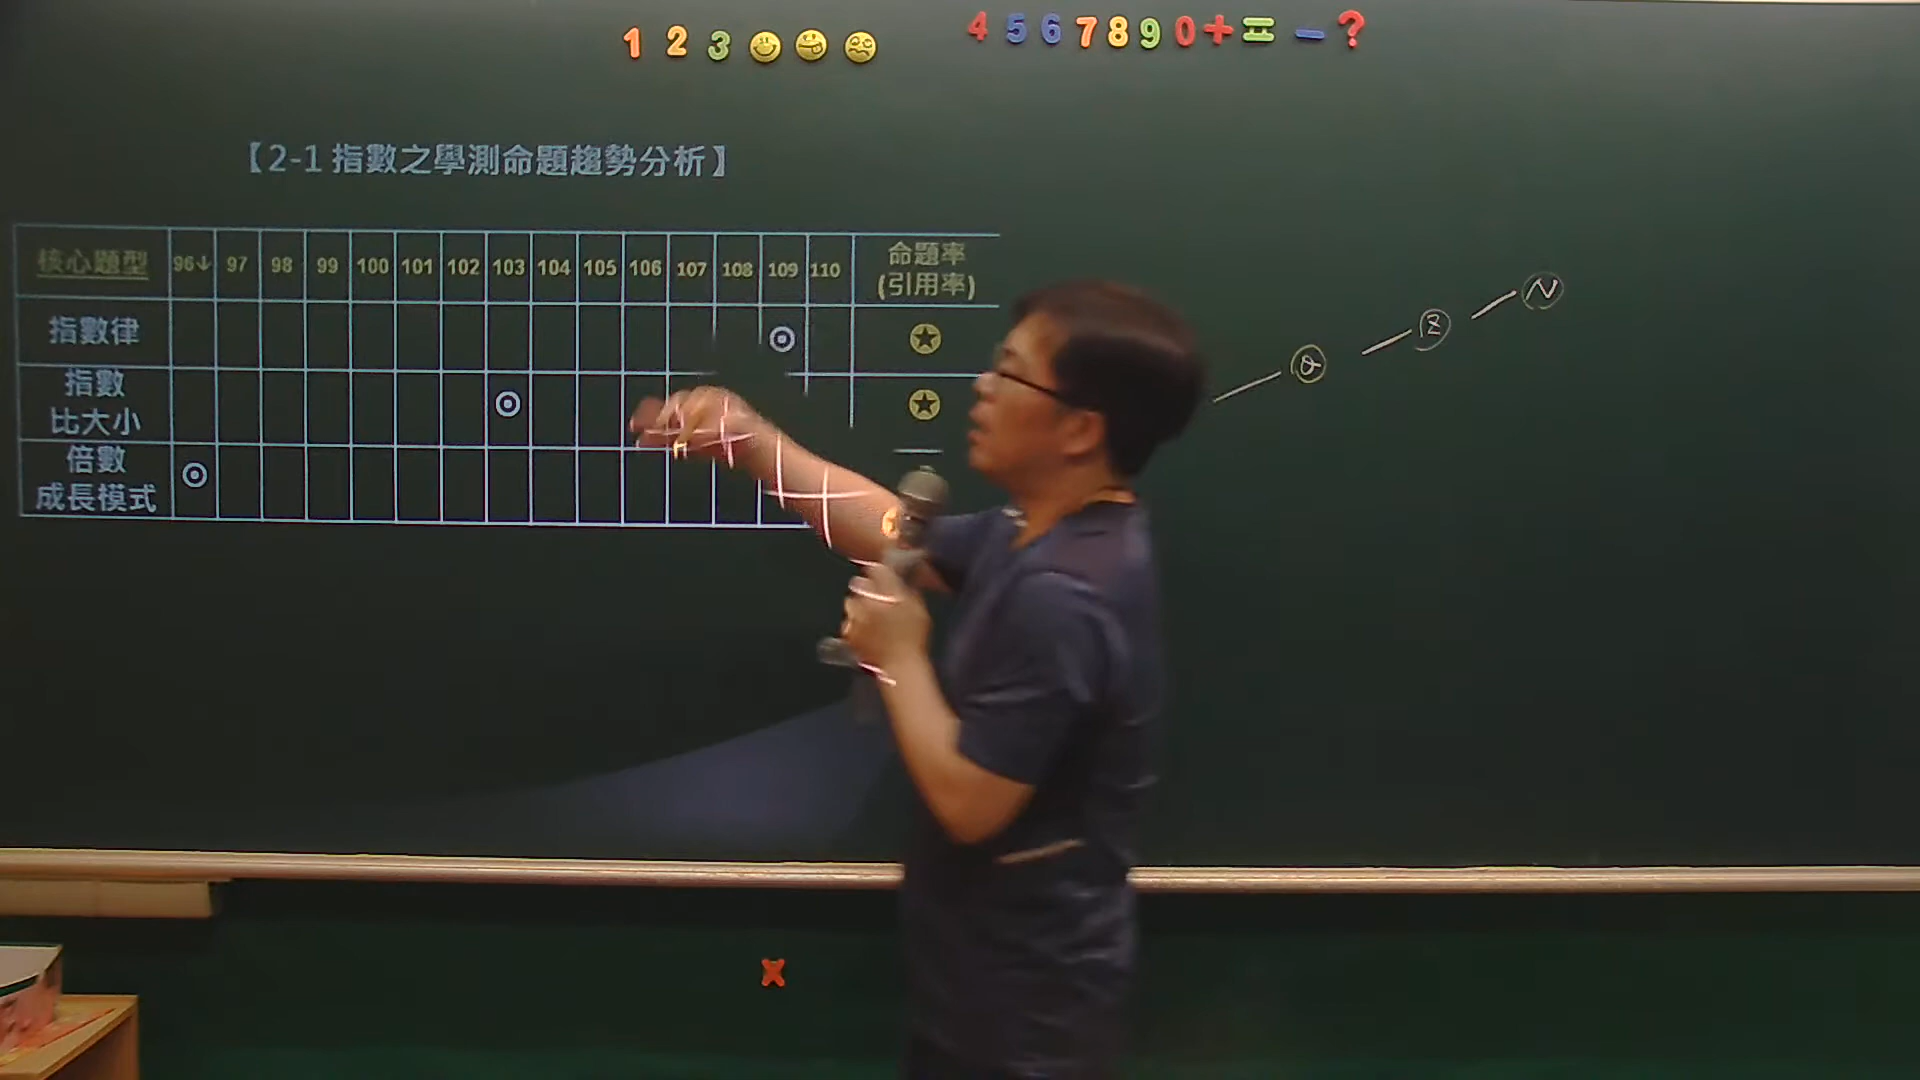 1 2 3 4 5 6 7 8 9 0 + = - ?
【2-1 指數之學測命題趨勢分析】
核心題型 96↓ 97 98 99 100 101 102 103 104 105 106 107 108 109 110 命題率
(引用率)
指數律 ◎ ✪
指數
比大小 ◎ ✪
倍數
成長模式 ◎
Q Z N
x